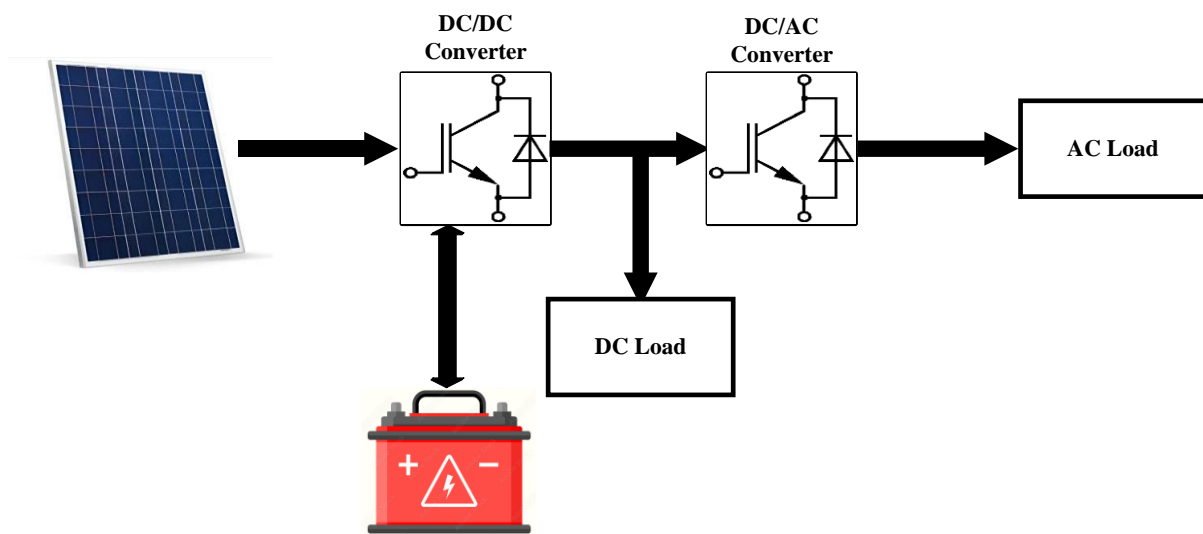 DC/DC
Converter
DC/AC
Converter
AC Load
DC Load
+ −